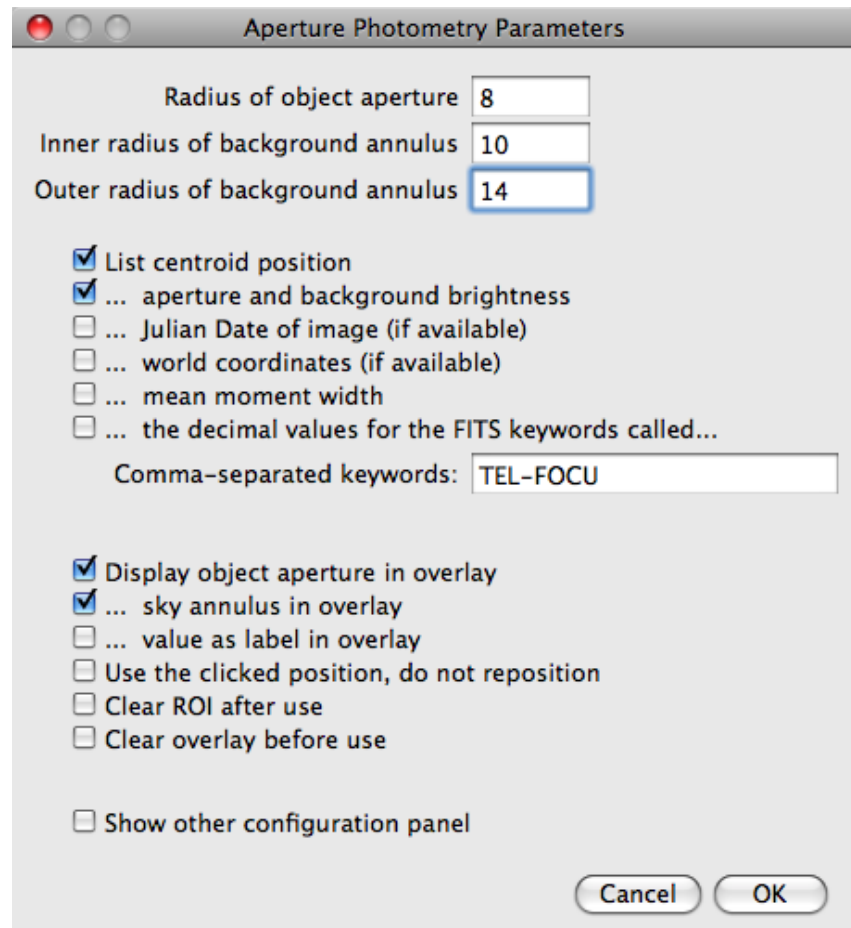 Aperture Photometry Parameters
Radius of object aperture 8
Inner radius of background annulus 10
Outer radius of background annulus 14
List centroid position
... aperture and background brightness
... Julian Date of image (if available)
... world coordinates (if available)
... mean moment width
... the decimal values for the FITS keywords called...
Comma-separated keywords: TEL-FOCU
Display object aperture in overlay
... sky annulus in overlay
... value as label in overlay
Use the clicked position, do not reposition
Clear ROI after use
Clear overlay before use
Show other configuration panel
Cancel OK